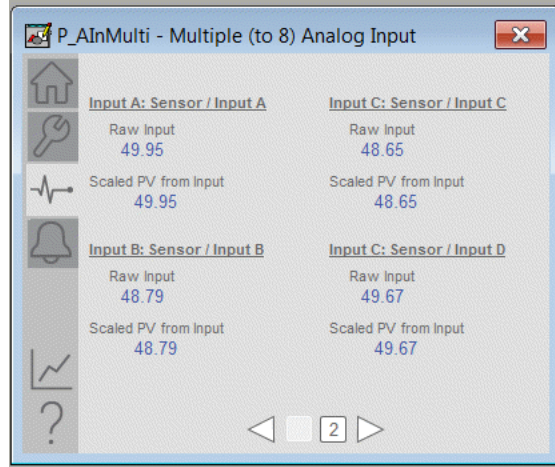 P_AInMulti - Multiple (to 8) Analog Input
Input A: Sensor / Input A
Raw Input
49.95
Scaled PV from Input
49.95
Input B: Sensor / Input B
Raw Input
48.79
Scaled PV from Input
48.79
Input C: Sensor / Input C
Raw Input
48.65
Scaled PV from Input
48.65
Input C: Sensor / Input D
Raw Input
49.67
Scaled PV from Input
49.67
?
2